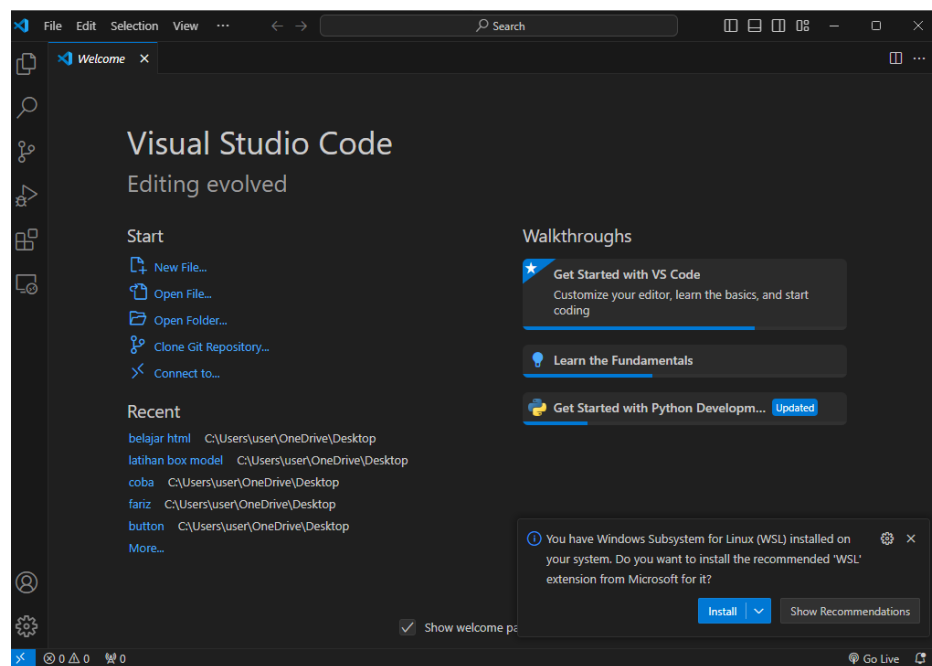 File Edit Selection View ··· Search
Welcome
Visual Studio Code
Editing evolved
Start
New File...
Open File...
Open Folder...
Clone Git Repository...
Connect to...
Recent
belajar html C:\Users\user\OneDrive\Desktop
latihan box model C:\Users\user\OneDrive\Desktop
coba C:\Users\user\OneDrive\Desktop
fariz C:\Users\user\OneDrive\Desktop
button C:\Users\user\OneDrive\Desktop
More...
Walkthroughs
Get Started with VS Code
Customize your editor, learn the basics, and start
coding
Learn the Fundamentals
Get Started with Python Developm... Updated
You have Windows Subsystem for Linux (WSL) installed on
your system. Do you want to install the recommended 'WSL'
extension from Microsoft for it?
Install Show Recommendations
Show welcome pa
0 0 0 Go Live